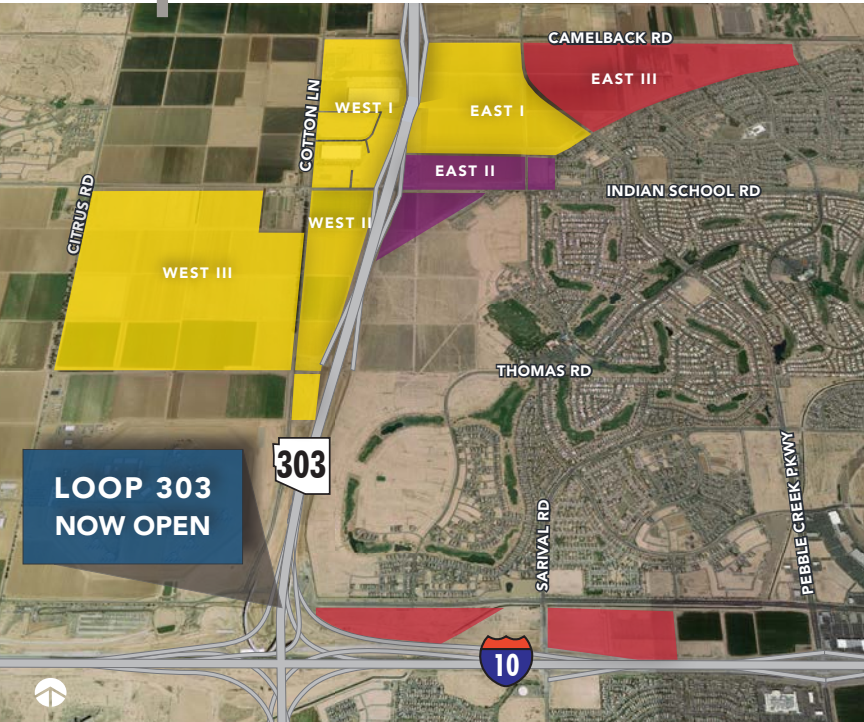 CAMELBACK RD
EAST III
COTTON LN
WEST I
EAST I
EAST II
CITRUS RD
INDIAN SCHOOL RD
WEST II
WEST III
THOMAS RD
303
LOOP 303
NOW OPEN
PEBBLE CREEK PKWY
SARIVAL RD
10